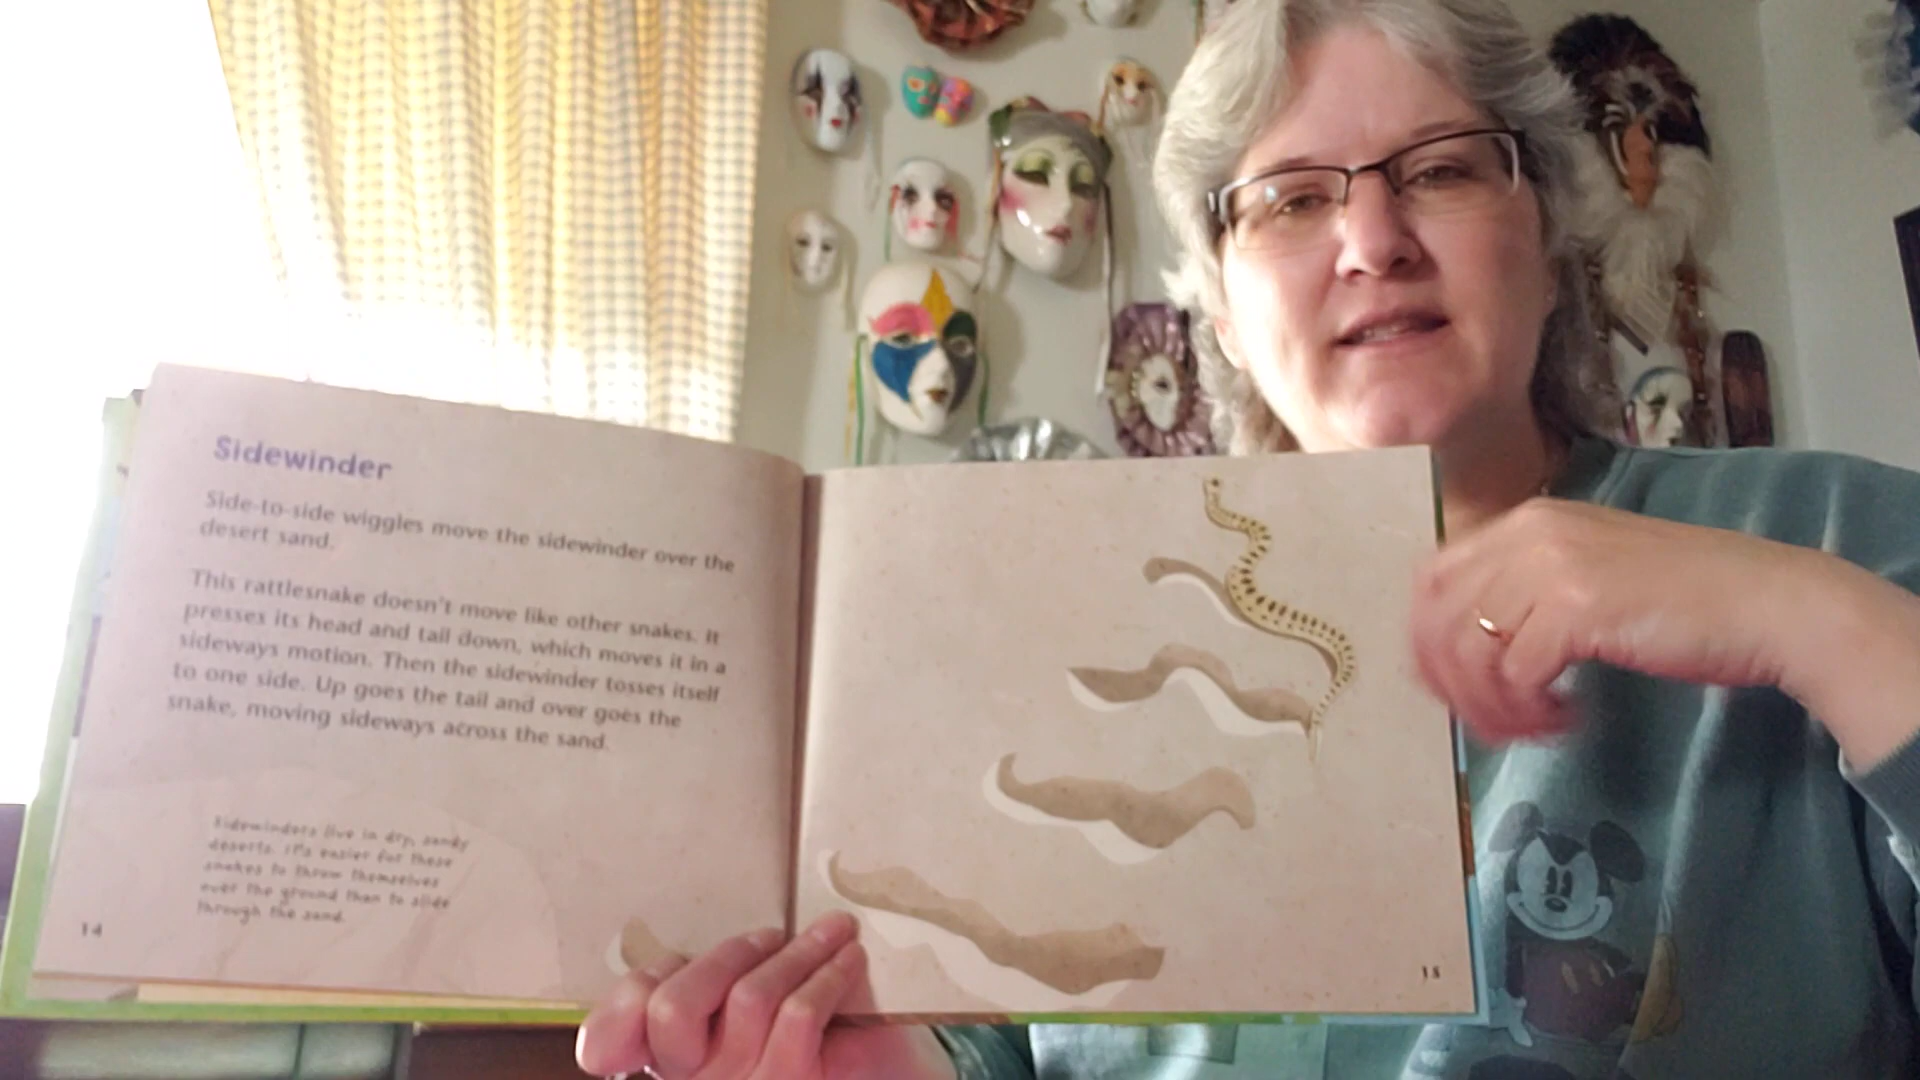 Sidewinder
Side-to-side wiggles move the sidewinder over the
desert sand.
This rattlesnake doesn't move like other snakes. It
presses its head and tail down, which moves it in a
sideways motion. Then the sidewinder tosses itself
to one side. Up goes the tail and over goes the
snake, moving sideways across the sand.
Sidewinders live in dry, sandy
deserts. It's easier for these
snakes to throw themselves
over the ground than to slide
through the sand.
14
15